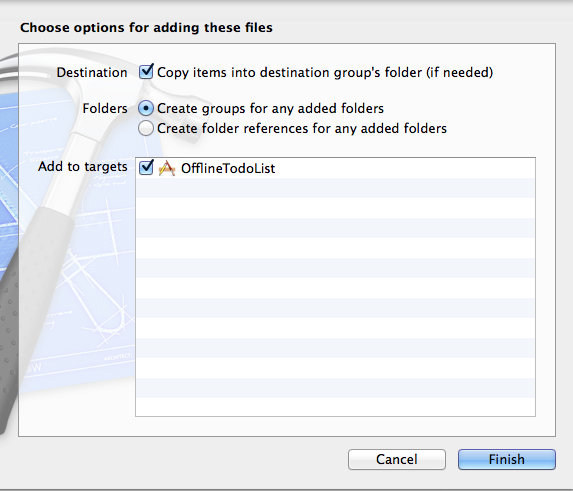 Choose options for adding these files
Destination Copy items into destination group's folder (if needed)
Folders Create groups for any added folders
Create folder references for any added folders
Add to targets OfflineTodoList
Cancel Finish